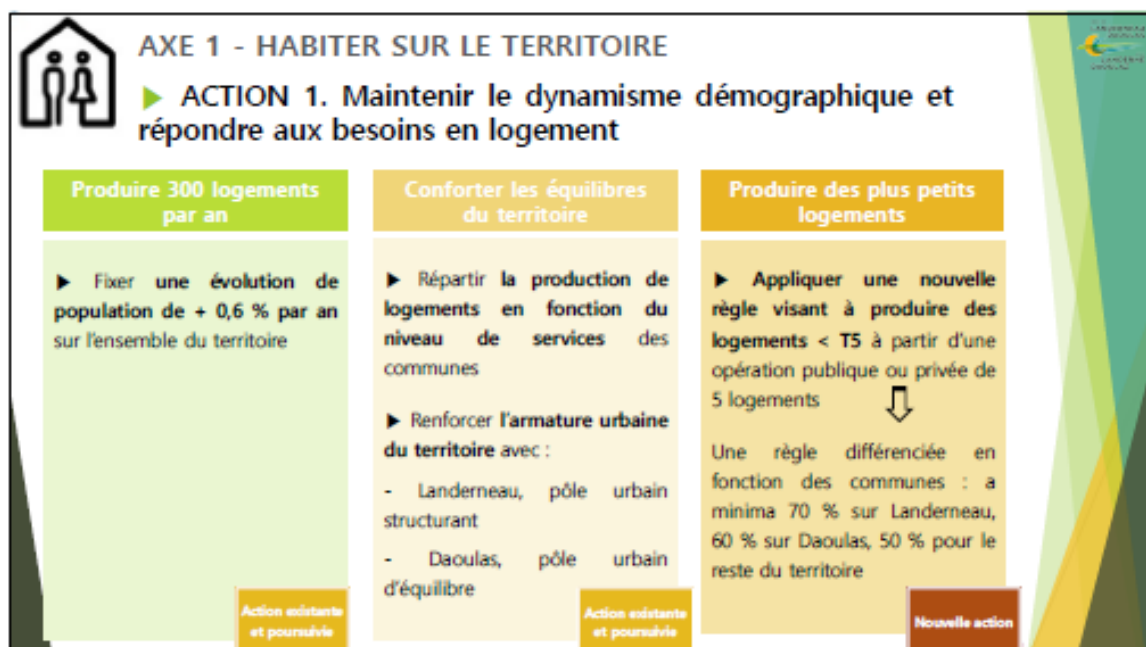 AXE 1 - HABITER SUR LE TERRITOIRE
▶ ACTION 1. Maintenir le dynamisme démographique et
répondre aux besoins en logement
Produire 300 logements
par an
▶ Fixer une évolution de
population de + 0,6 % par an
sur l'ensemble du territoire
Action existante
et poursuivie
Conforter les équilibres
du territoire
▶ Répartir la production de
logements en fonction du
niveau de services des
communes
▶ Renforcer l'armature urbaine
du territoire avec :
- Landerneau, pôle urbain
structurant
- Daoulas, pôle urbain
d'équilibre
Action existante
et poursuivie
Produire des plus petits
logements
▶ Appliquer une nouvelle
règle visant à produire des
logements < T5 à partir d'une
opération publique ou privée de
5 logements
Une règle différenciée en
fonction des communes : a
minima 70 % sur Landerneau,
60 % sur Daoulas, 50 % pour le
reste du territoire
Nouvelle action